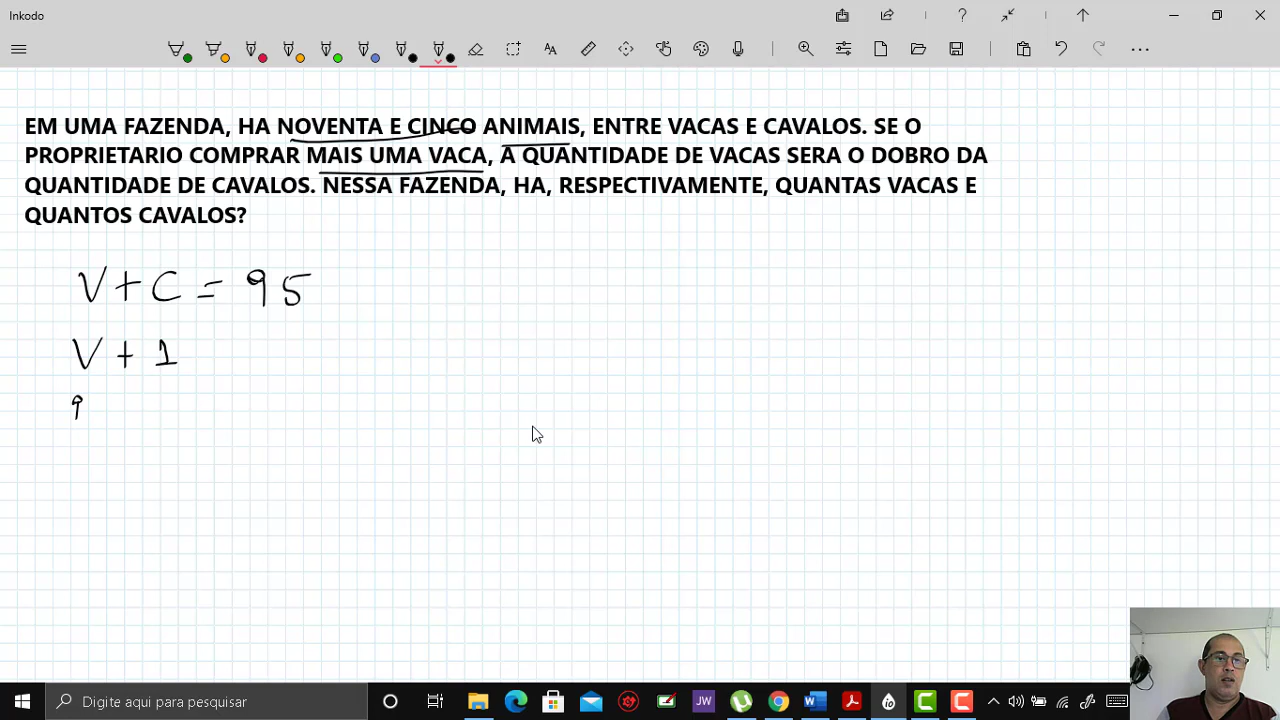 Inkodo
EM UMA FAZENDA, HA NOVENTA E CINCO ANIMAIS, ENTRE VACAS E CAVALOS. SE O
PROPRIETARIO COMPRAR MAIS UMA VACA, A QUANTIDADE DE VACAS SERA O DOBRO DA
QUANTIDADE DE CAVALOS. NESSA FAZENDA, HA, RESPECTIVAMENTE, QUANTAS VACAS E
QUANTOS CAVALOS?
V + C = 95
V + 1
Digite aqui para pesquisar
JW